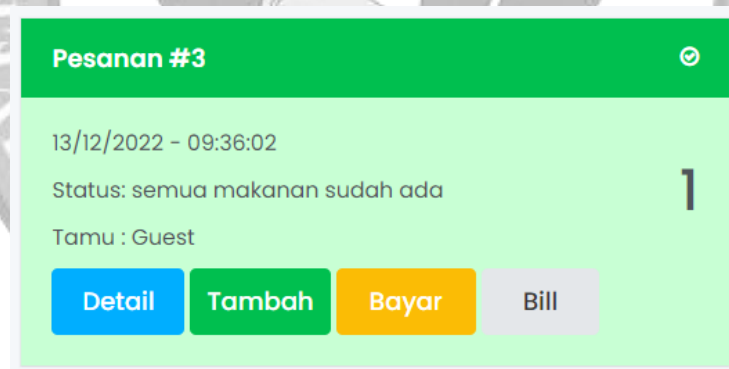 Pesanan #3
13/12/2022 - 09:36:02
Status: semua makanan sudah ada
1
Tamu : Guest
Detail Tambah Bayar Bill